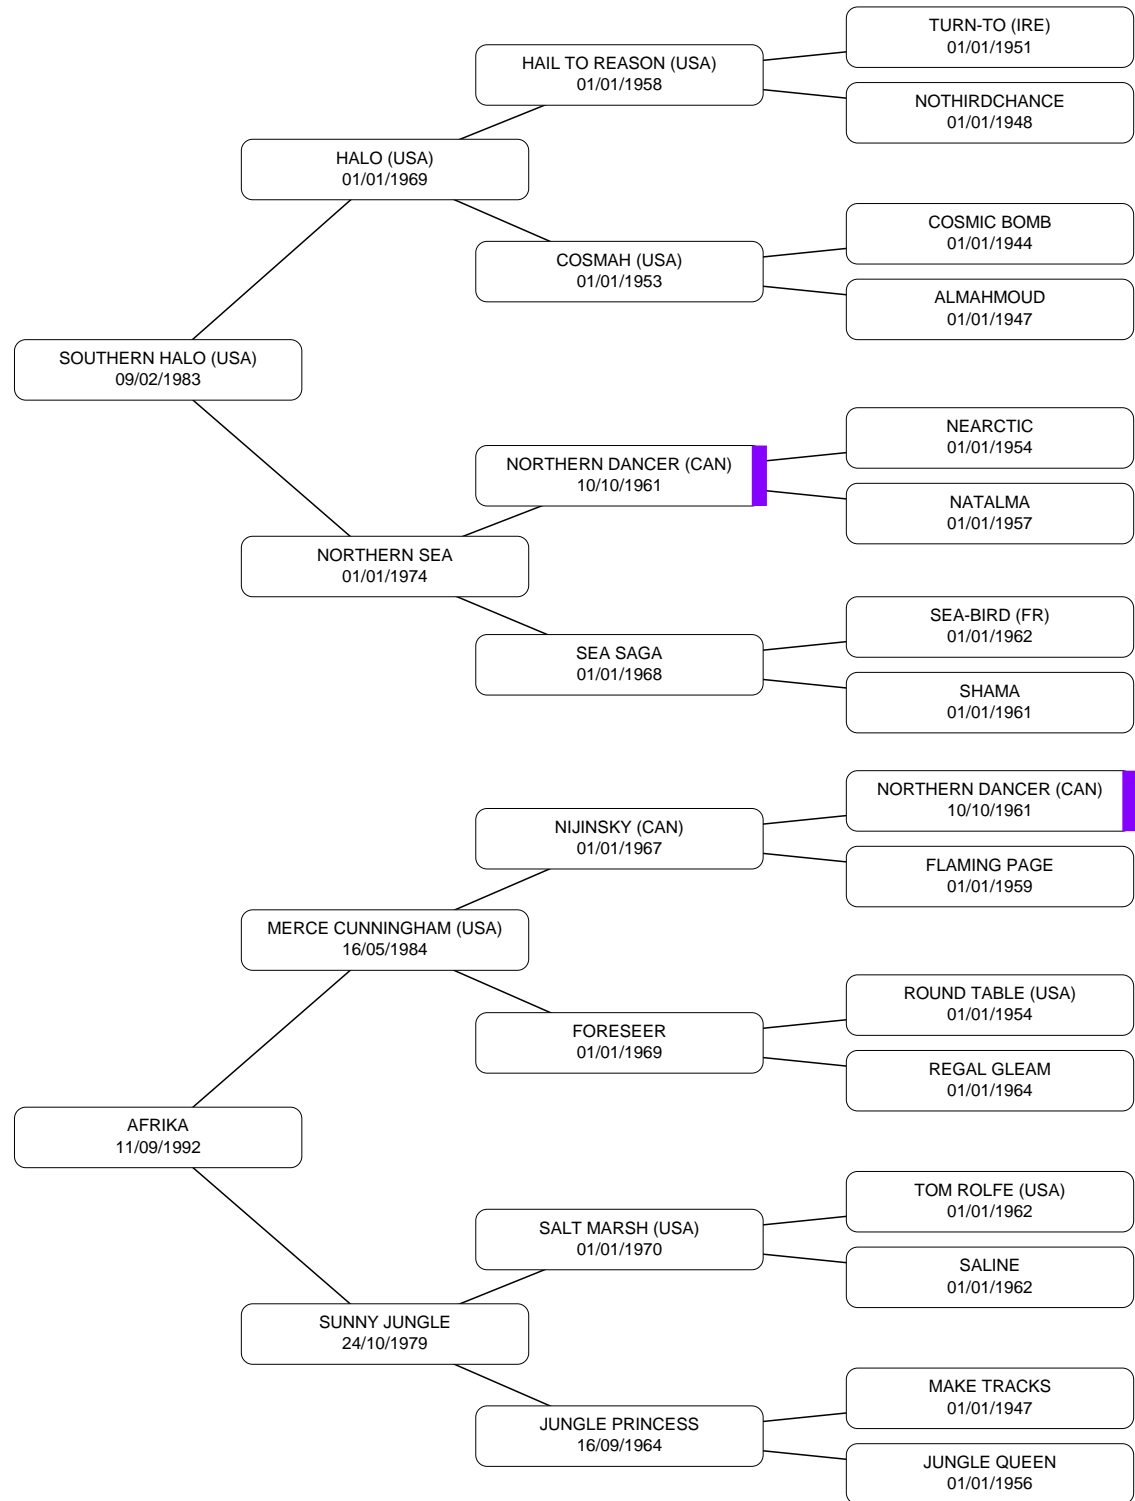 TURN-TO (IRE)
01/01/1951
HAIL TO REASON (USA)
01/01/1958
NOTHIRDCHANCE
01/01/1948
HALO (USA)
01/01/1969
COSMIC BOMB
01/01/1944
COSMAH (USA)
01/01/1953
ALMAHMOUD
01/01/1947
SOUTHERN HALO (USA)
09/02/1983
NEARCTIC
01/01/1954
NORTHERN DANCER (CAN)
10/10/1961
NATALMA
01/01/1957
NORTHERN SEA
01/01/1974
SEA-BIRD (FR)
01/01/1962
SEA SAGA
01/01/1968
SHAMA
01/01/1961
NORTHERN DANCER (CAN)
10/10/1961
NIJINSKY (CAN)
01/01/1967
FLAMING PAGE
01/01/1959
MERCE CUNNINGHAM (USA)
16/05/1984
ROUND TABLE (USA)
01/01/1954
FORESEER
01/01/1969
REGAL GLEAM
01/01/1964
AFRIKA
11/09/1992
TOM ROLFE (USA)
01/01/1962
SALT MARSH (USA)
01/01/1970
SALINE
01/01/1962
SUNNY JUNGLE
24/10/1979
MAKE TRACKS
01/01/1947
JUNGLE PRINCESS
16/09/1964
JUNGLE QUEEN
01/01/1956